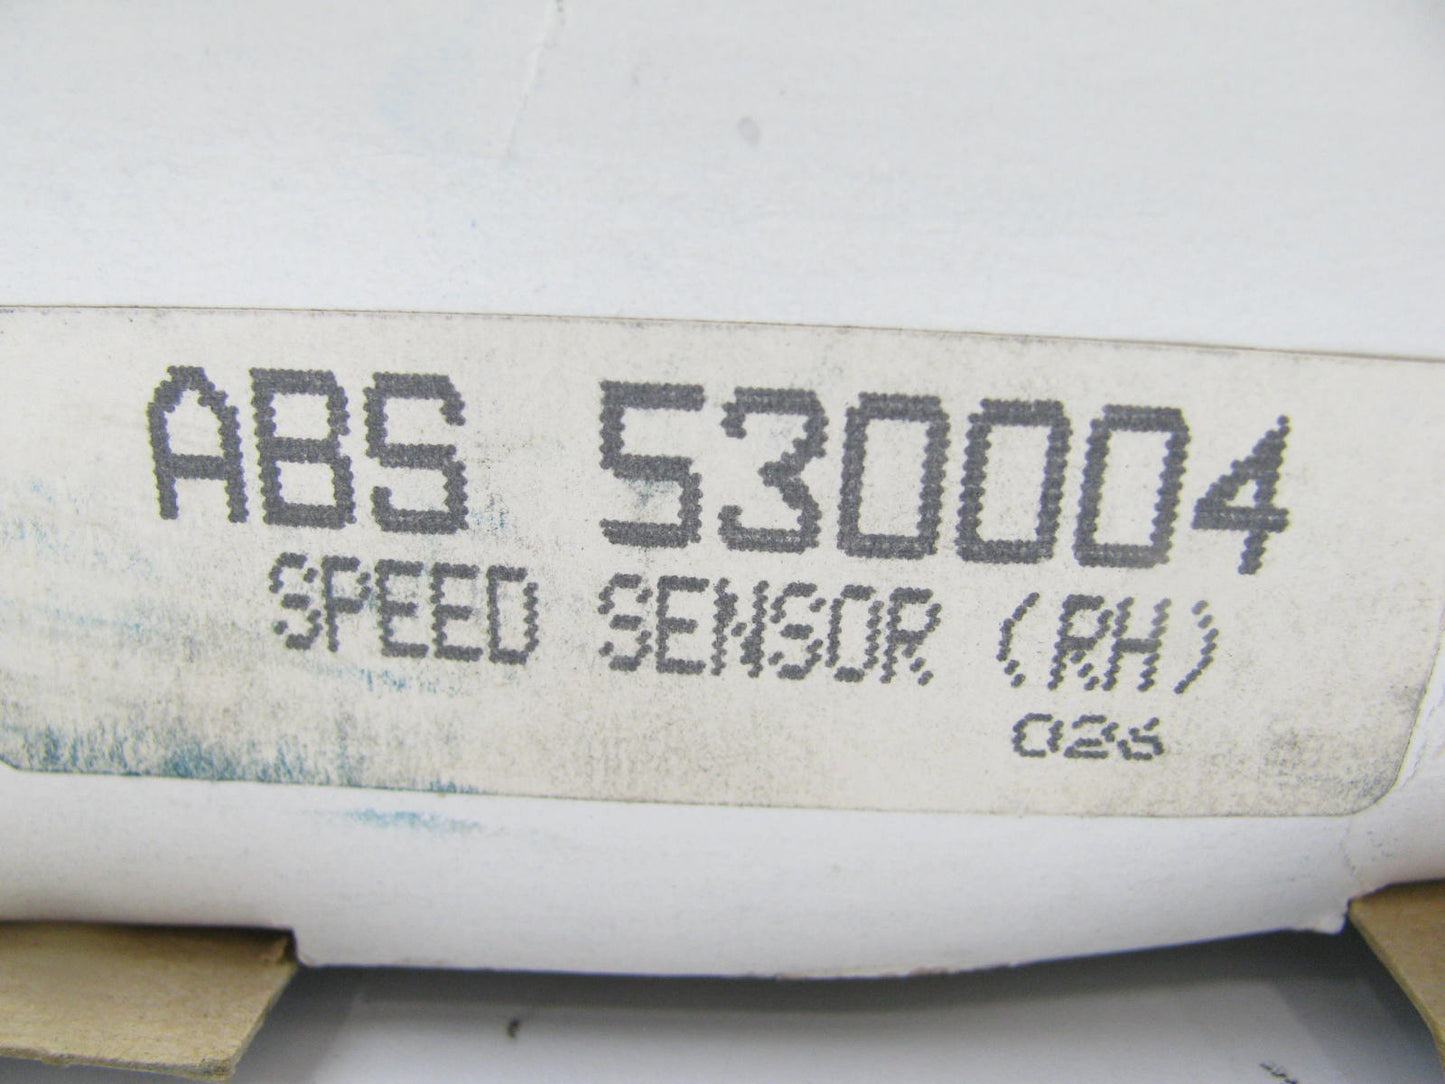 ABS 530004
SPEED SENSOR (RH)
026